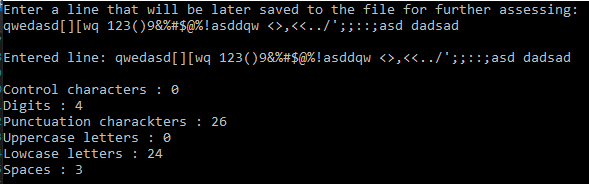 Enter a line that will be later saved to the file for further assessing:
qwedasd[][wq 123()9&%#$@%!asddqw <>,<<../';;::;asd dadsad
Entered line: qwedasd[][wq 123()9&%#$@%!asddqw <>,<<../';;::;asd dadsad
Control characters : 0
Digits : 4
Punctuation charackters : 26
Uppercase letters : 0
Lowcase letters : 24
Spaces : 3